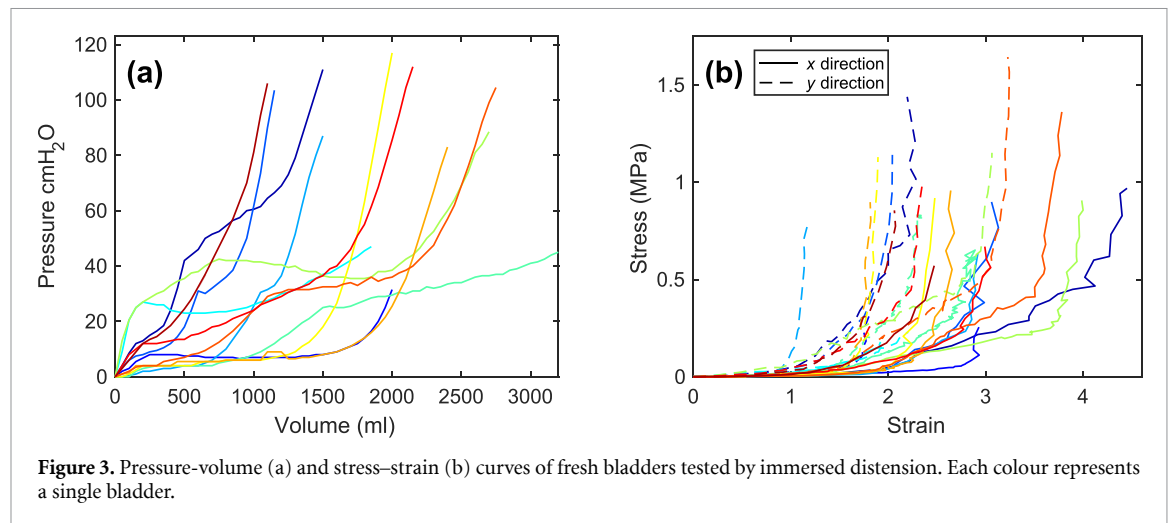 (a)
120
100
80
60
40
20
0
Pressure cmH2O
0 500 1000 1500 2000 2500 3000
Volume (ml)
(b)
x direction
y direction
1.5
1
0.5
0
Stress (MPa)
0 1 2 3 4
Strain
Figure 3. Pressure-volume (a) and stress–strain (b) curves of fresh bladders tested by immersed distension. Each colour represents
a single bladder.